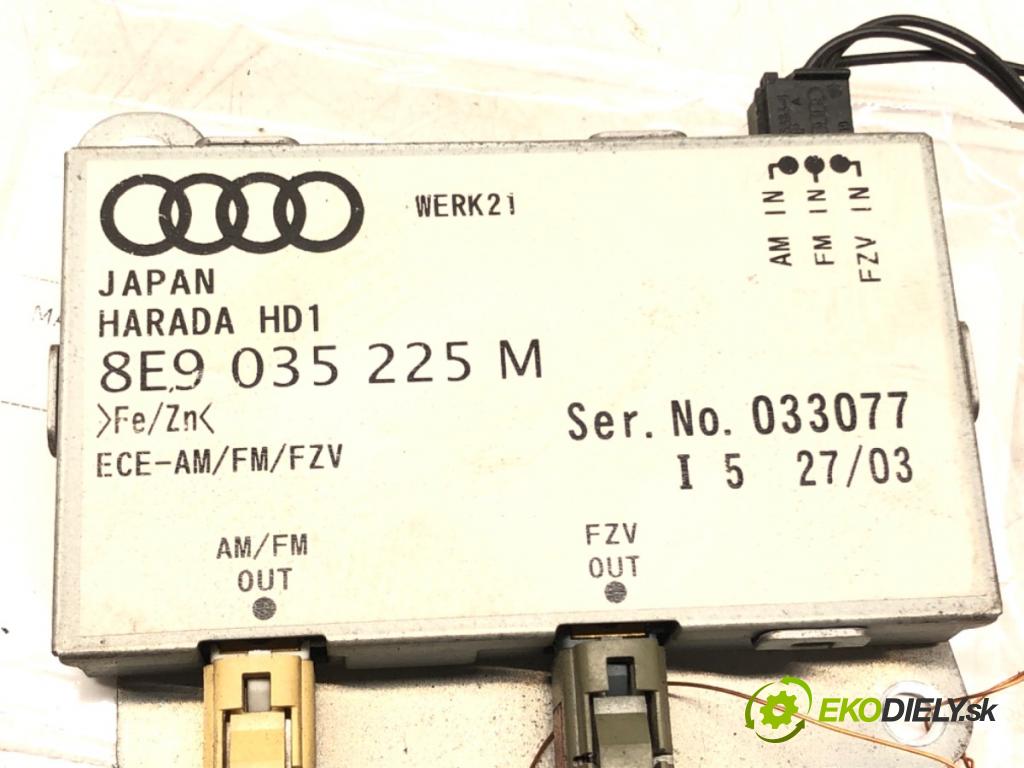 WERK21
AM IN
FM IN
FZV IN
JAPAN
HARADA HD1
8E9 035 225 M
>Fe/Zn<
Ser. No. 033077
ECE-AM/FM/FZV
I 5 27/03
AM/FM
OUT
FZV
OUT
EKODIELY.sk